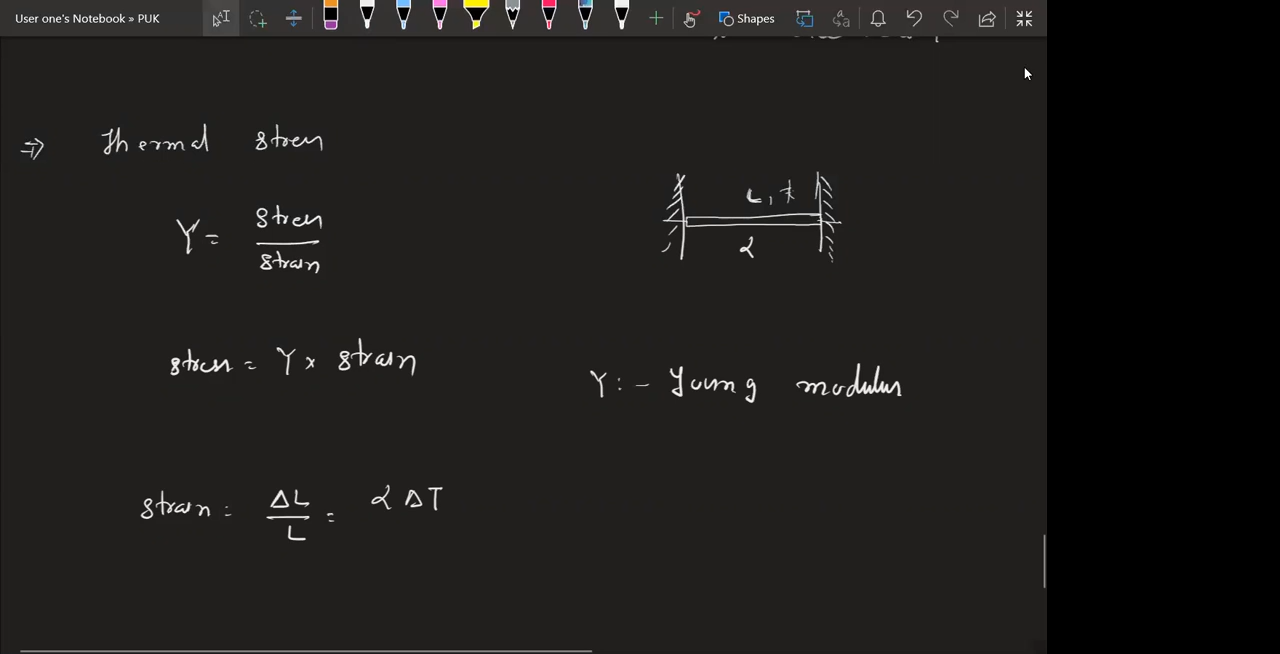 User one's Notebook » PUK
Shapes
⇒ Thermal stress
L, t
Y = stress / strain
α
stress = Y × strain
Y :- Young modulus
strain = ΔL / L = α ΔT